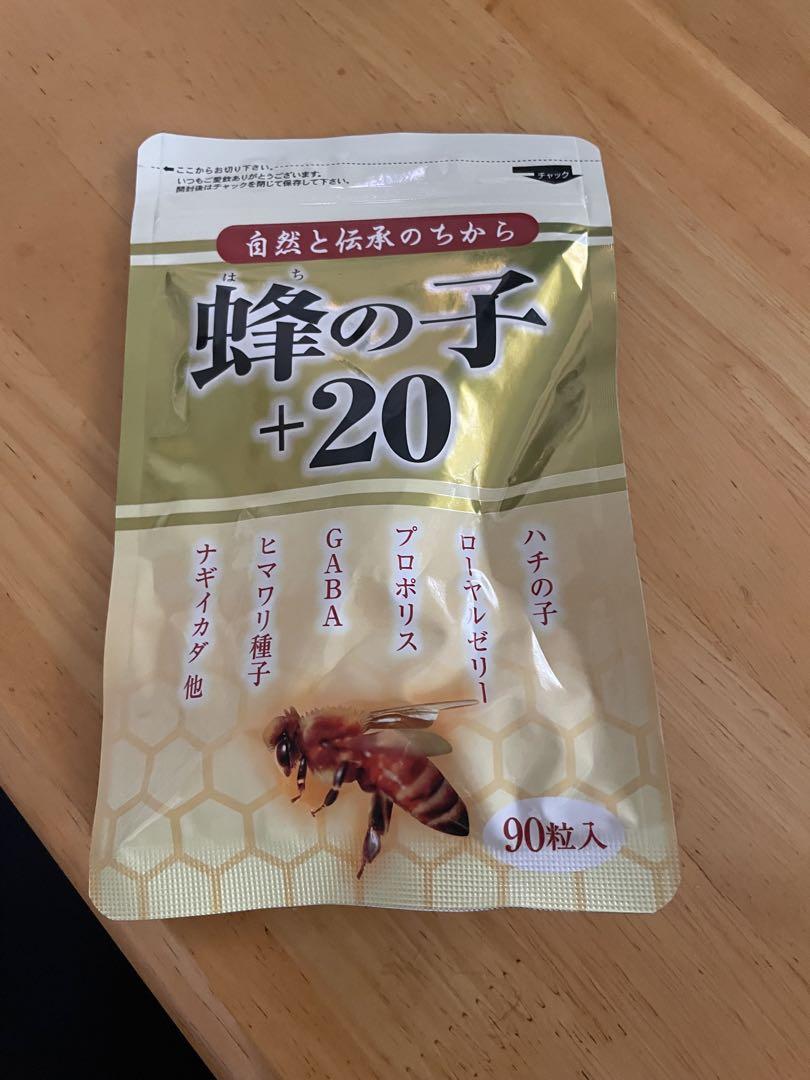 ここからお切り下さい。
いつもご愛飲ありがとうございます。
開封後はチャックを閉じて保存して下さい。
チャック
自然と伝承のちから
はち
蜂の子
+20
ハチの子
ローヤルゼリー
プロポリス
GABA
ヒマワリ種子
ナギイカダ 他
90粒入